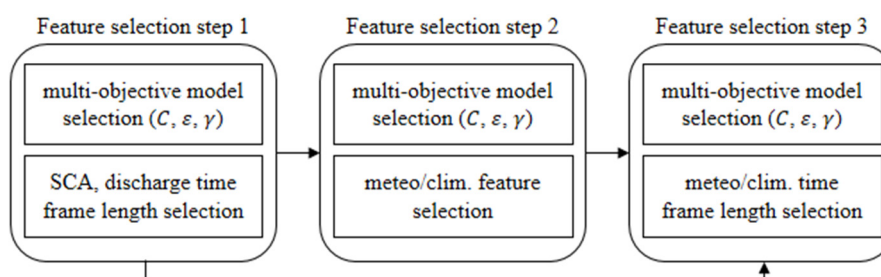 Feature selection step 1
Feature selection step 2
Feature selection step 3
multi-objective model
selection (C, ε, γ)
multi-objective model
selection (C, ε, γ)
multi-objective model
selection (C, ε, γ)
SCA, discharge time
frame length selection
meteo/clim. feature
selection
meteo/clim. time
frame length selection